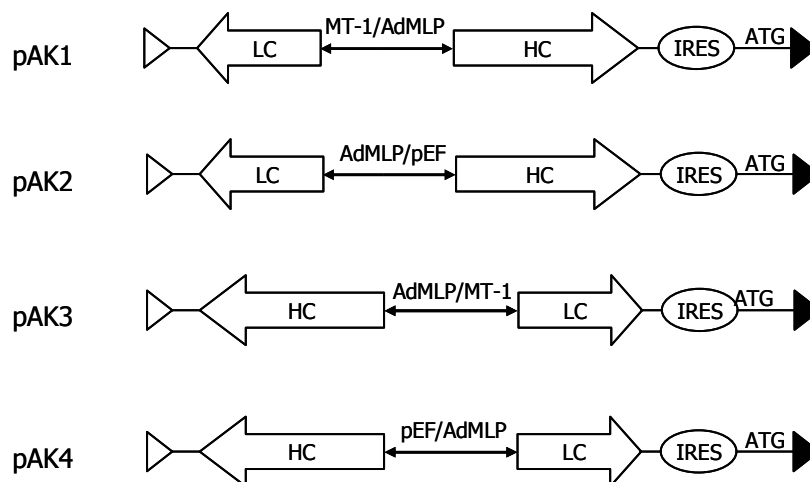 pAK1 LC MT-1/AdMLP HC IRES ATG
pAK2 LC AdMLP/pEF HC IRES ATG
pAK3 HC AdMLP/MT-1 LC IRES ATG
pAK4 HC pEF/AdMLP LC IRES ATG